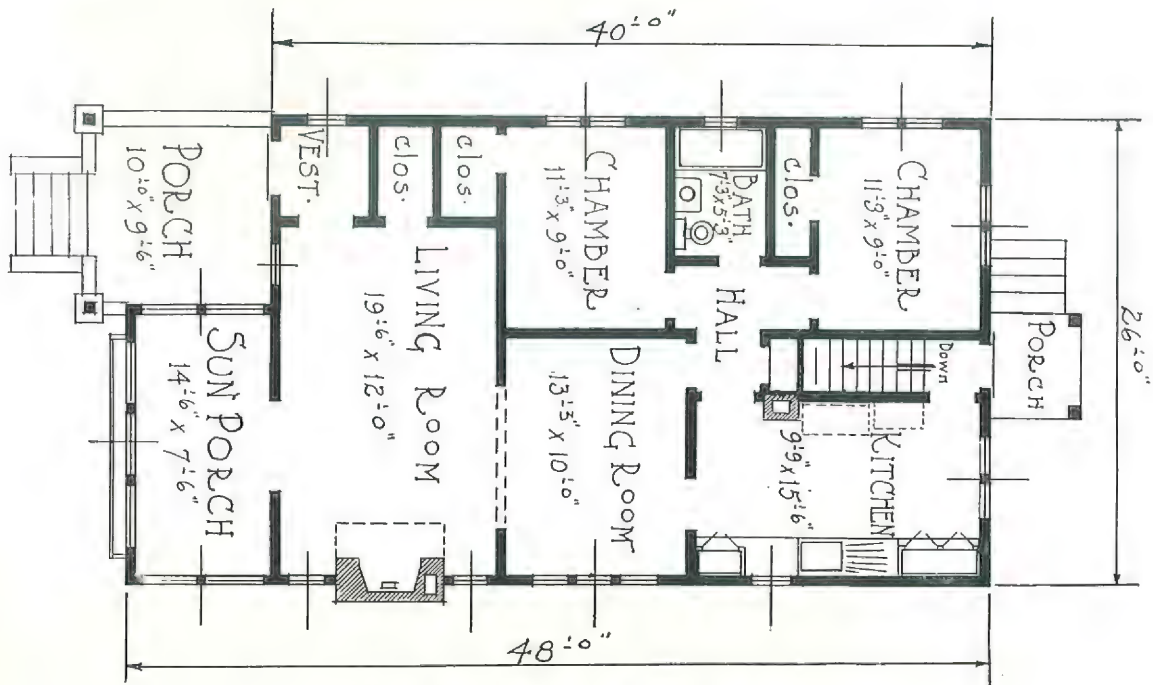 40'-0"
VEST.
Clos.
Clos.
CHAMBER
11'-3" x 9'-0"
BATH
7'-3" x 5'-3"
Clos.
CHAMBER
11'-3" x 9'-0"
PORCH
10'-0" x 9'-6"
LIVING ROOM
19'-6" x 12'-0"
HALL
Down
PORCH
26'-0"
SUN PORCH
14'-6" x 7'-6"
DINING ROOM
13'-3" x 10'-0"
KITCHEN
9'-9" x 15'-6"
48'-0"